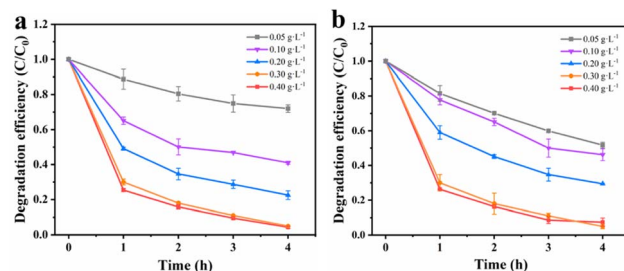 a
Degradation efficiency (C/C₀)
1.2
1.0
0.8
0.6
0.4
0.2
0.0
0.05 g·L⁻¹
0.10 g·L⁻¹
0.20 g·L⁻¹
0.30 g·L⁻¹
0.40 g·L⁻¹
0 1 2 3 4
Time (h)
b
Degradation efficiency (C/C₀)
1.2
1.0
0.8
0.6
0.4
0.2
0.0
0.05 g·L⁻¹
0.10 g·L⁻¹
0.20 g·L⁻¹
0.30 g·L⁻¹
0.40 g·L⁻¹
0 1 2 3 4
Time (h)